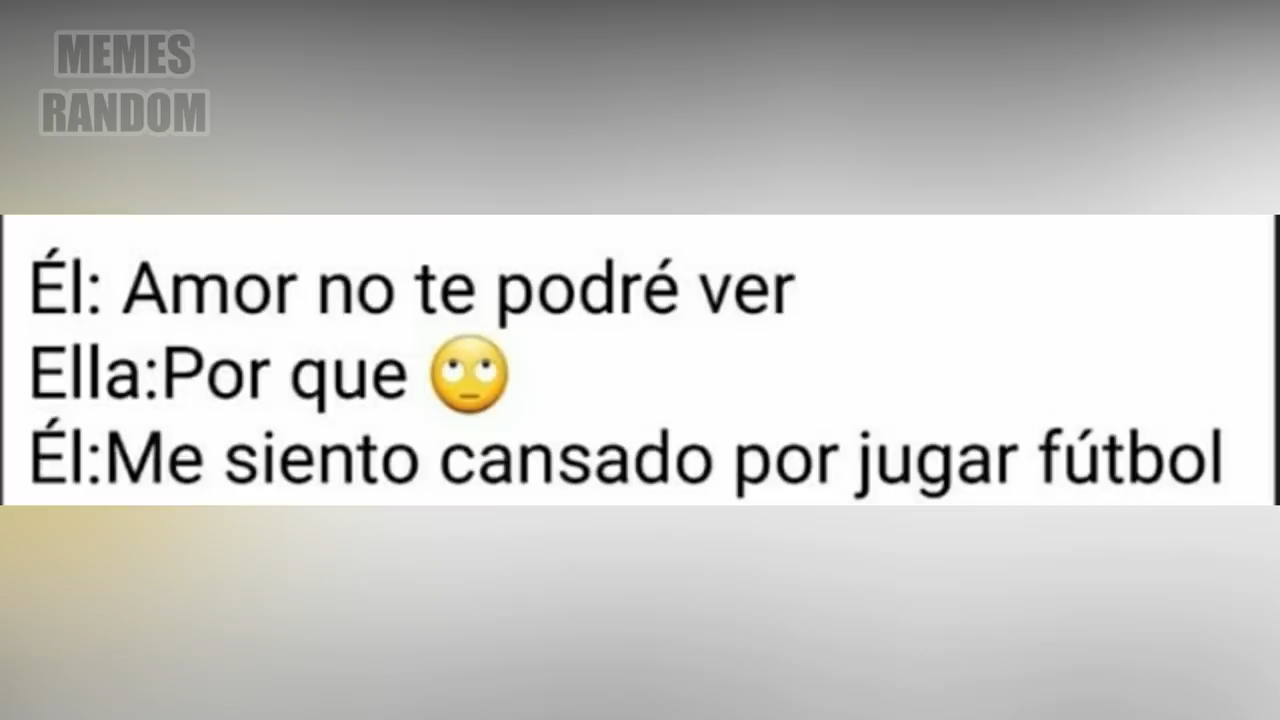 MEMES
RANDOM
Él: Amor no te podré ver
Ella:Por que 🙄
Él:Me siento cansado por jugar fútbol